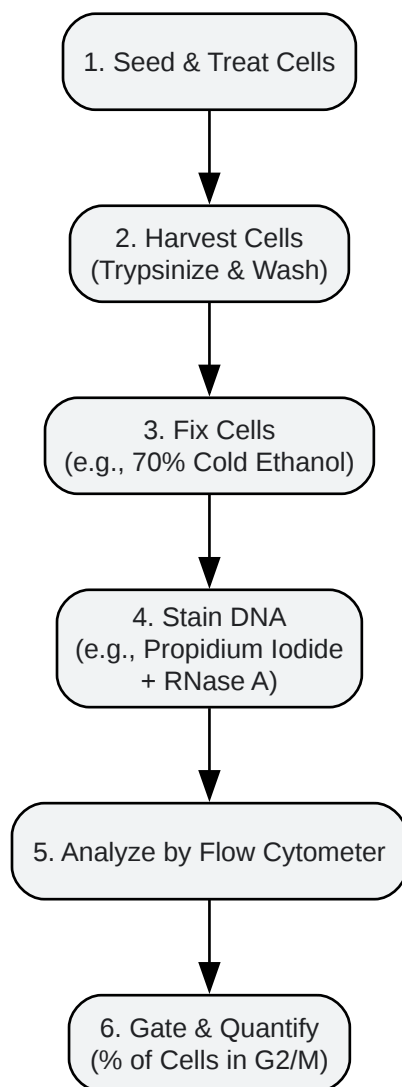 1. Seed & Treat Cells
2. Harvest Cells
(Trypsinize & Wash)
3. Fix Cells
(e.g., 70% Cold Ethanol)
4. Stain DNA
(e.g., Propidium Iodide
+ RNase A)
5. Analyze by Flow Cytometer
6. Gate & Quantify
(% of Cells in G2/M)